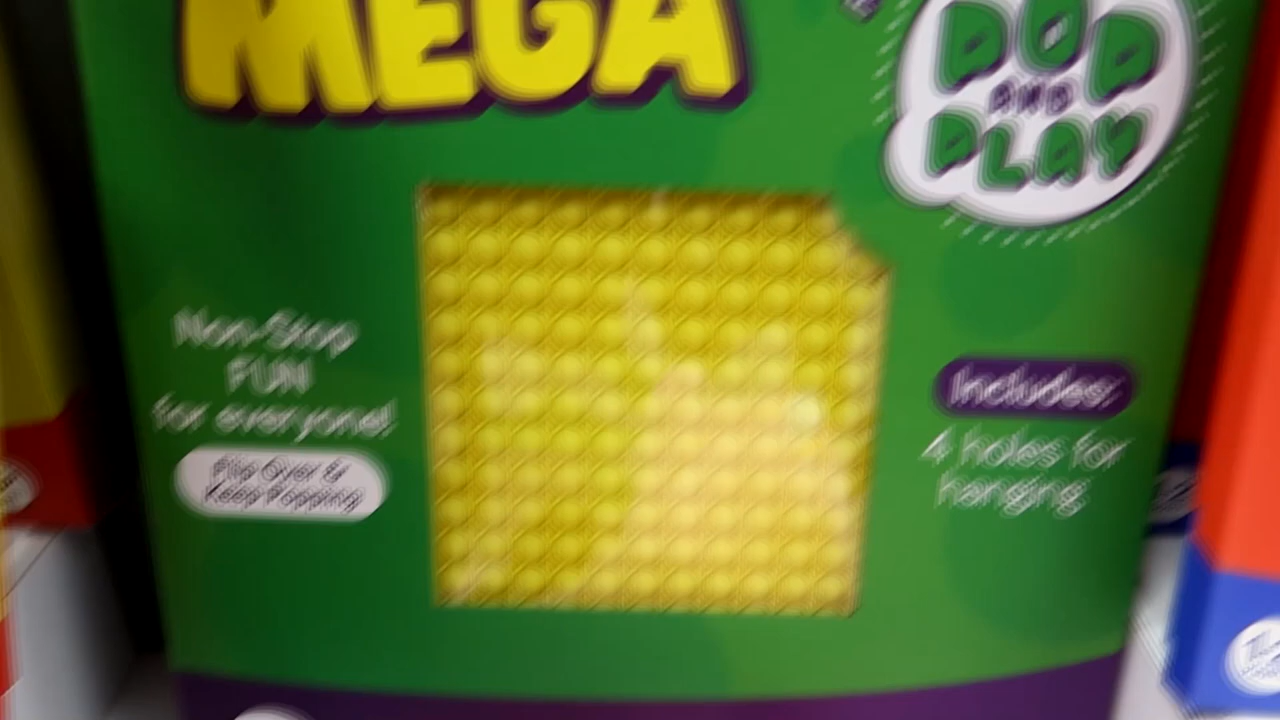 MEGA
POP
AND
PLAY
Non-Stop
FUN
for everyone!
Flip Over &
Keep Popping
Includes:
4 holes for
hanging